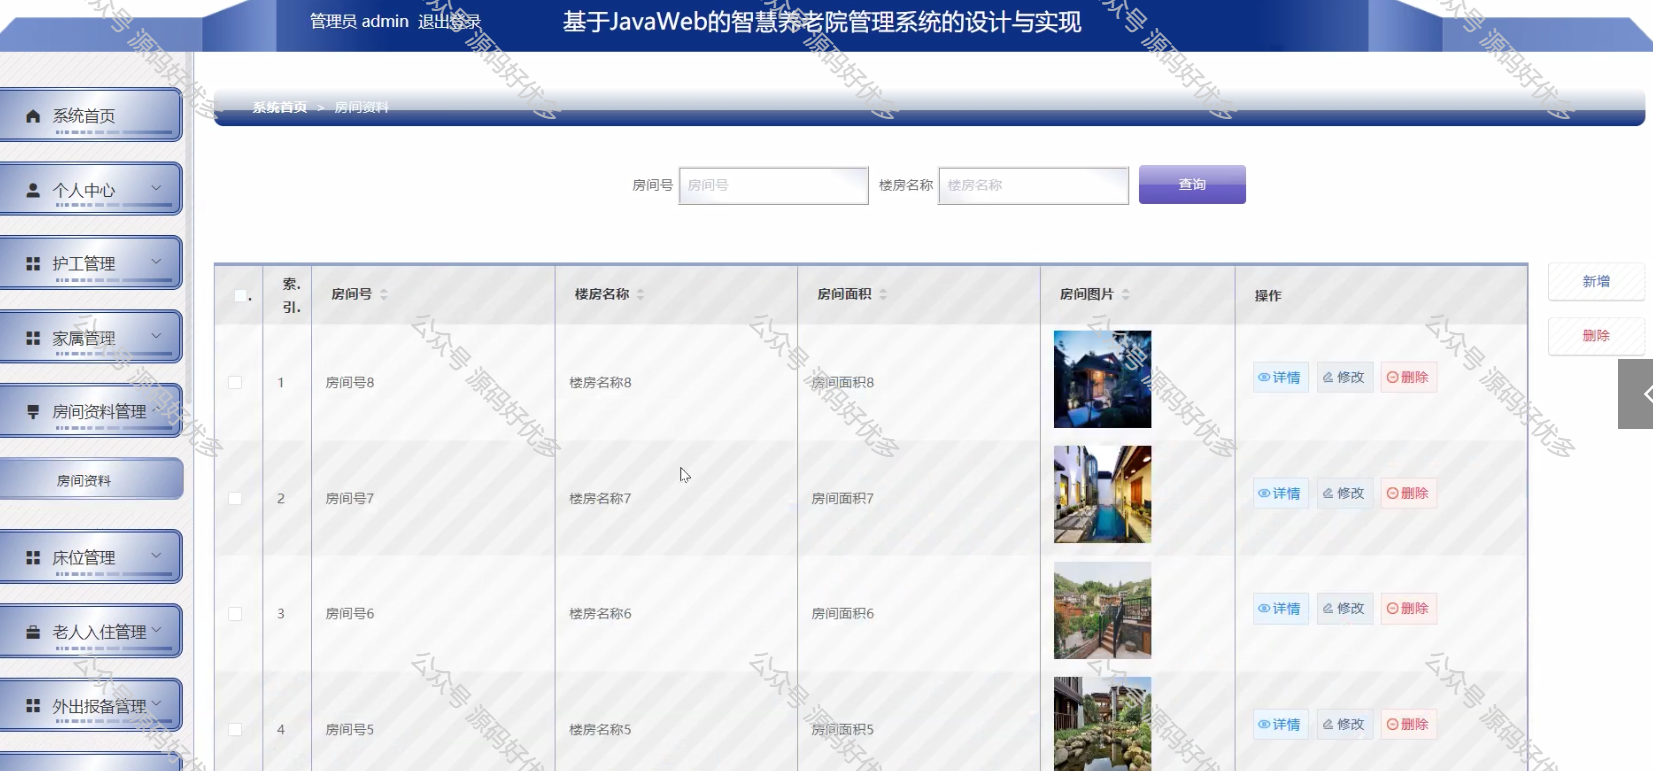 管理员 admin 退出登录
基于JavaWeb的智慧养老院管理系统的设计与实现
系统首页
个人中心
护工管理
家属管理
房间资料管理
房间资料
床位管理
老人入住管理
外出报备管理
系统首页 > 房间资料
房间号 房间号 楼房名称 楼房名称 查询
新增
删除
索引. 房间号 楼房名称 房间面积 房间图片 操作
1 房间号8 楼房名称8 房间面积8 详情 修改 删除
2 房间号7 楼房名称7 房间面积7 详情 修改 删除
3 房间号6 楼房名称6 房间面积6 详情 修改 删除
4 房间号5 楼房名称5 房间面积5 详情 修改 删除
公众号 源码好优多